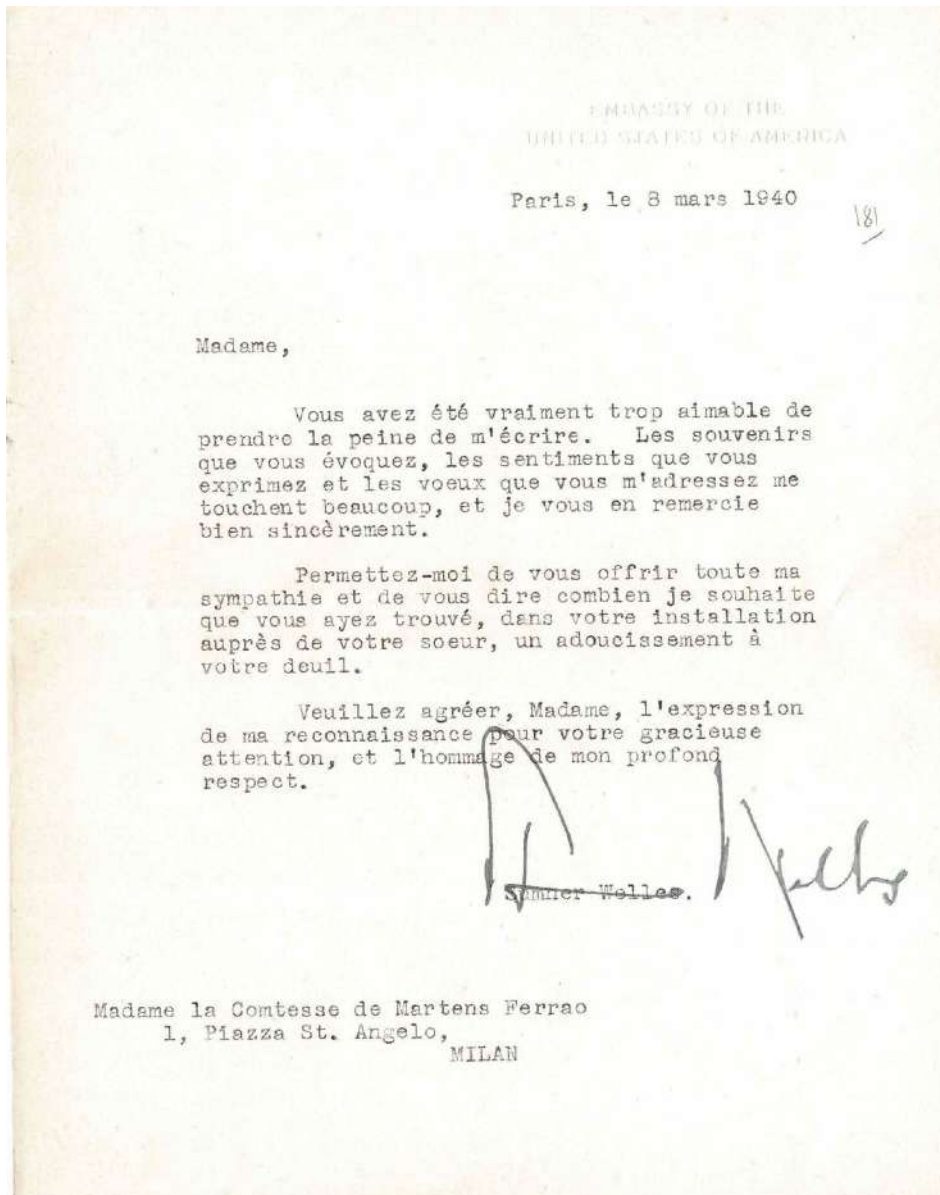 EMBASSY OF THE
UNITED STATES OF AMERICA
Paris, le 8 mars 1940
181
Madame,
Vous avez été vraiment trop aimable de
prendre la peine de m'écrire. Les souvenirs
que vous évoquez, les sentiments que vous
exprimez et les voeux que vous m'adressez me
touchent beaucoup, et je vous en remercie
bien sincèrement.
Permettez-moi de vous offrir toute ma
sympathie et de vous dire combien je souhaite
que vous ayez trouvé, dans votre installation
auprès de votre soeur, un adoucissement à
votre deuil.
Veuillez agréer, Madame, l'expression
de ma reconnaissance pour votre gracieuse
attention, et l'hommage de mon profond
respect.
Sumner Welles.
Madame la Comtesse de Martens Ferrao
1, Piazza St. Angelo,
MILAN